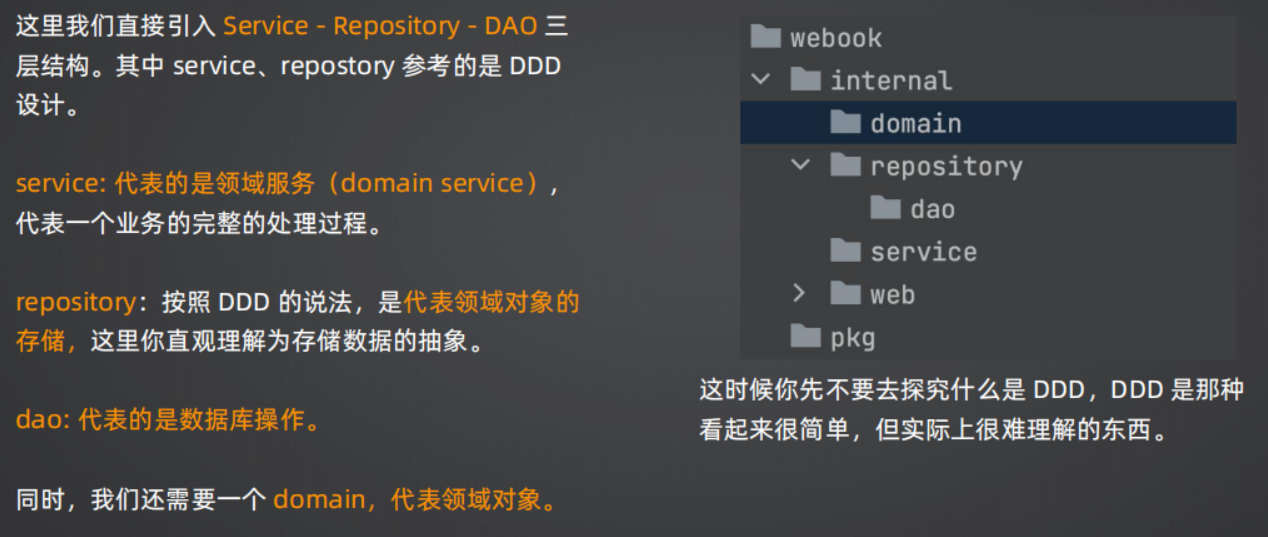 这里我们直接引入 Service - Repository - DAO 三
层结构。其中 service、repostory 参考的是 DDD
设计。
service: 代表的是领域服务（domain service），
代表一个业务的完整的处理过程。
repository：按照 DDD 的说法，是代表领域对象的
存储，这里你直观理解为存储数据的抽象。
dao: 代表的是数据库操作。
同时，我们还需要一个 domain，代表领域对象。
webook
internal
domain
repository
dao
service
web
pkg
这时候你先不要去探究什么是 DDD，DDD 是那种
看起来很简单，但实际上很难理解的东西。